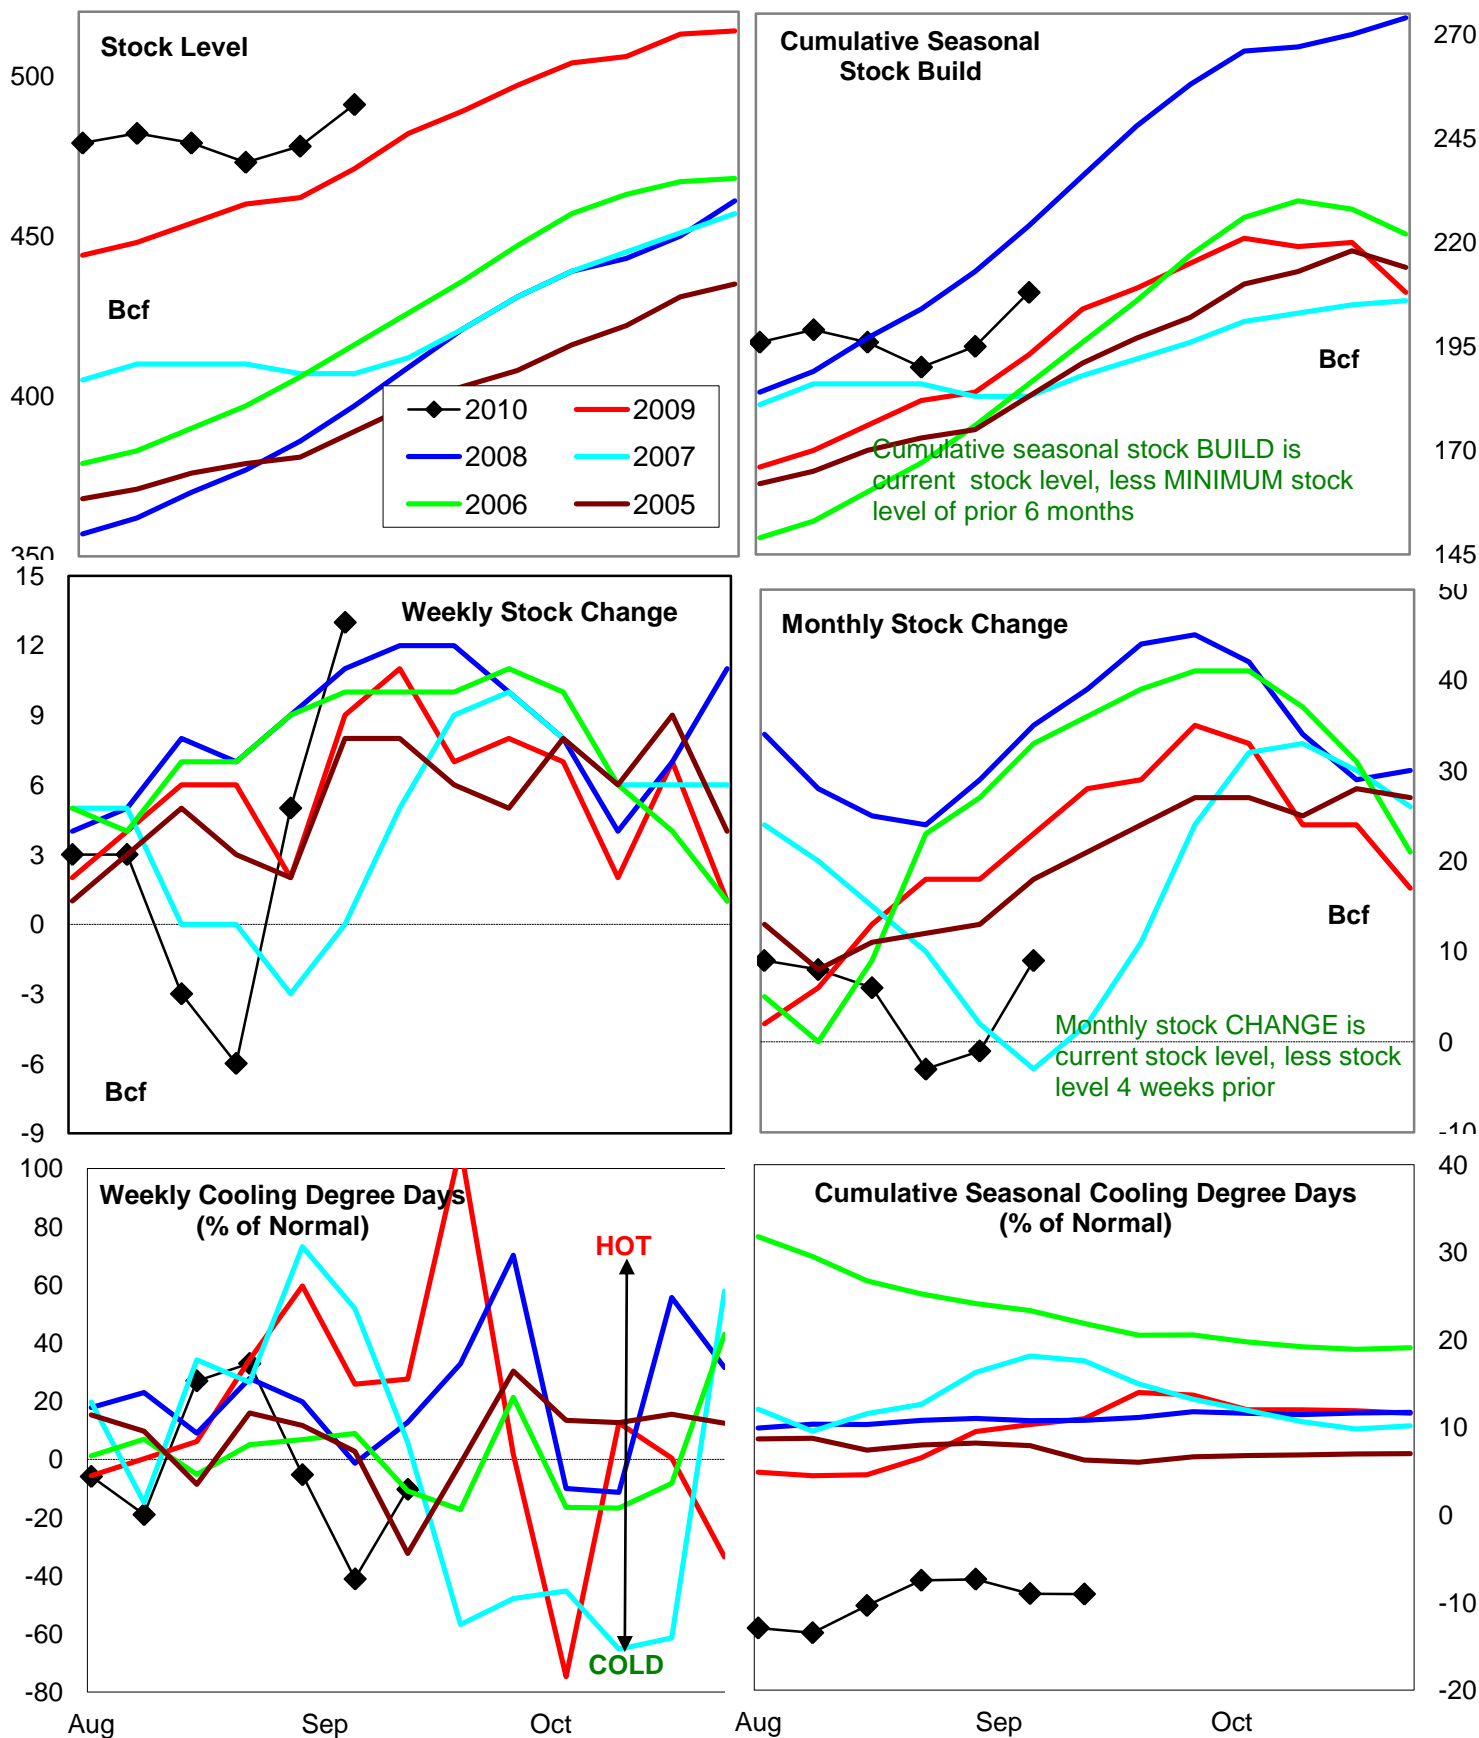 Stock Level
500
450
400
350
Bcf
2010
2009
2008
2007
2006
2005
Cumulative Seasonal
Stock Build
270
245
220
195
170
145
Bcf
Cumulative seasonal stock BUILD is
current stock level, less MINIMUM stock
level of prior 6 months
Weekly Stock Change
15
12
9
6
3
0
-3
-6
-9
Bcf
Monthly Stock Change
50
40
30
20
10
0
-10
Bcf
Monthly stock CHANGE is
current stock level, less stock
level 4 weeks prior
Weekly Cooling Degree Days
(% of Normal)
100
80
60
40
20
0
-20
-40
-60
-80
HOT
COLD
Aug
Sep
Oct
Cumulative Seasonal Cooling Degree Days
(% of Normal)
40
30
20
10
0
-10
-20
Aug
Sep
Oct